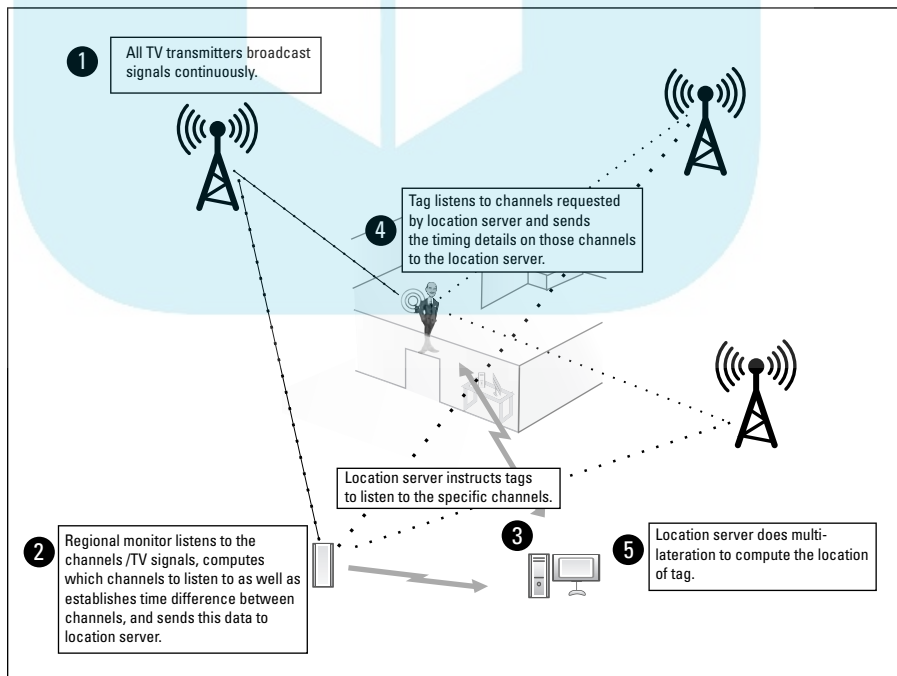 1
All TV transmitters broadcast
signals continuously.
4
Tag listens to channels requested
by location server and sends
the timing details on those channels
to the location server.
Location server instructs tags
to listen to the specific channels.
2
Regional monitor listens to the
channels /TV signals, computes
which channels to listen to as well as
establishes time difference between
channels, and sends this data to
location server.
3
5
Location server does multi-
lateration to compute the location
of tag.